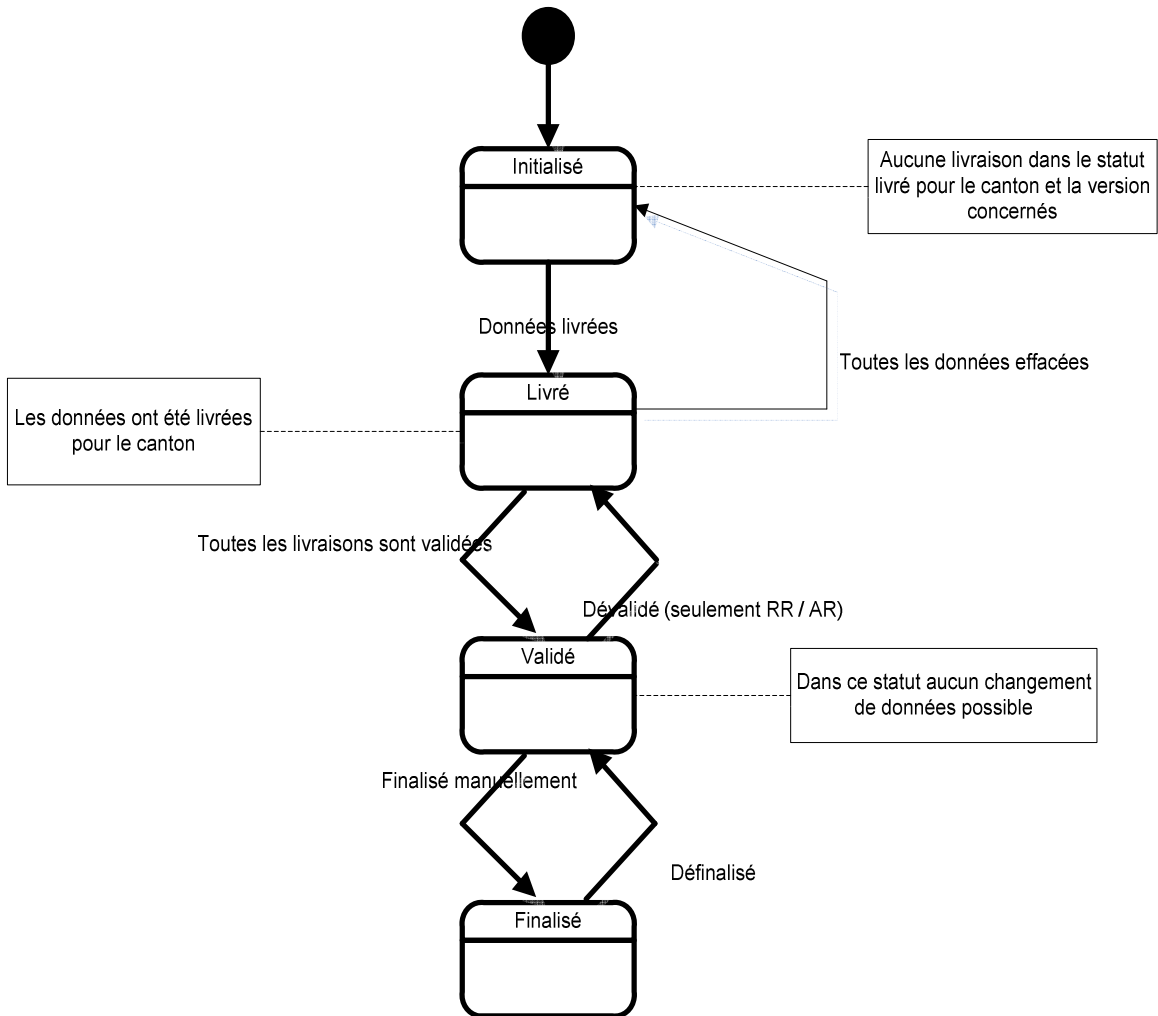 Initialisé
Aucune livraison dans le statut
livré pour le canton et la version
concernés
Données livrées
Toutes les données effacées
Livré
Les données ont été livrées
pour le canton
Toutes les livraisons sont validées
Dévalidé (seulement RR / AR)
Validé
Dans ce statut aucun changement
de données possible
Finalisé manuellement
Définalisé
Finalisé